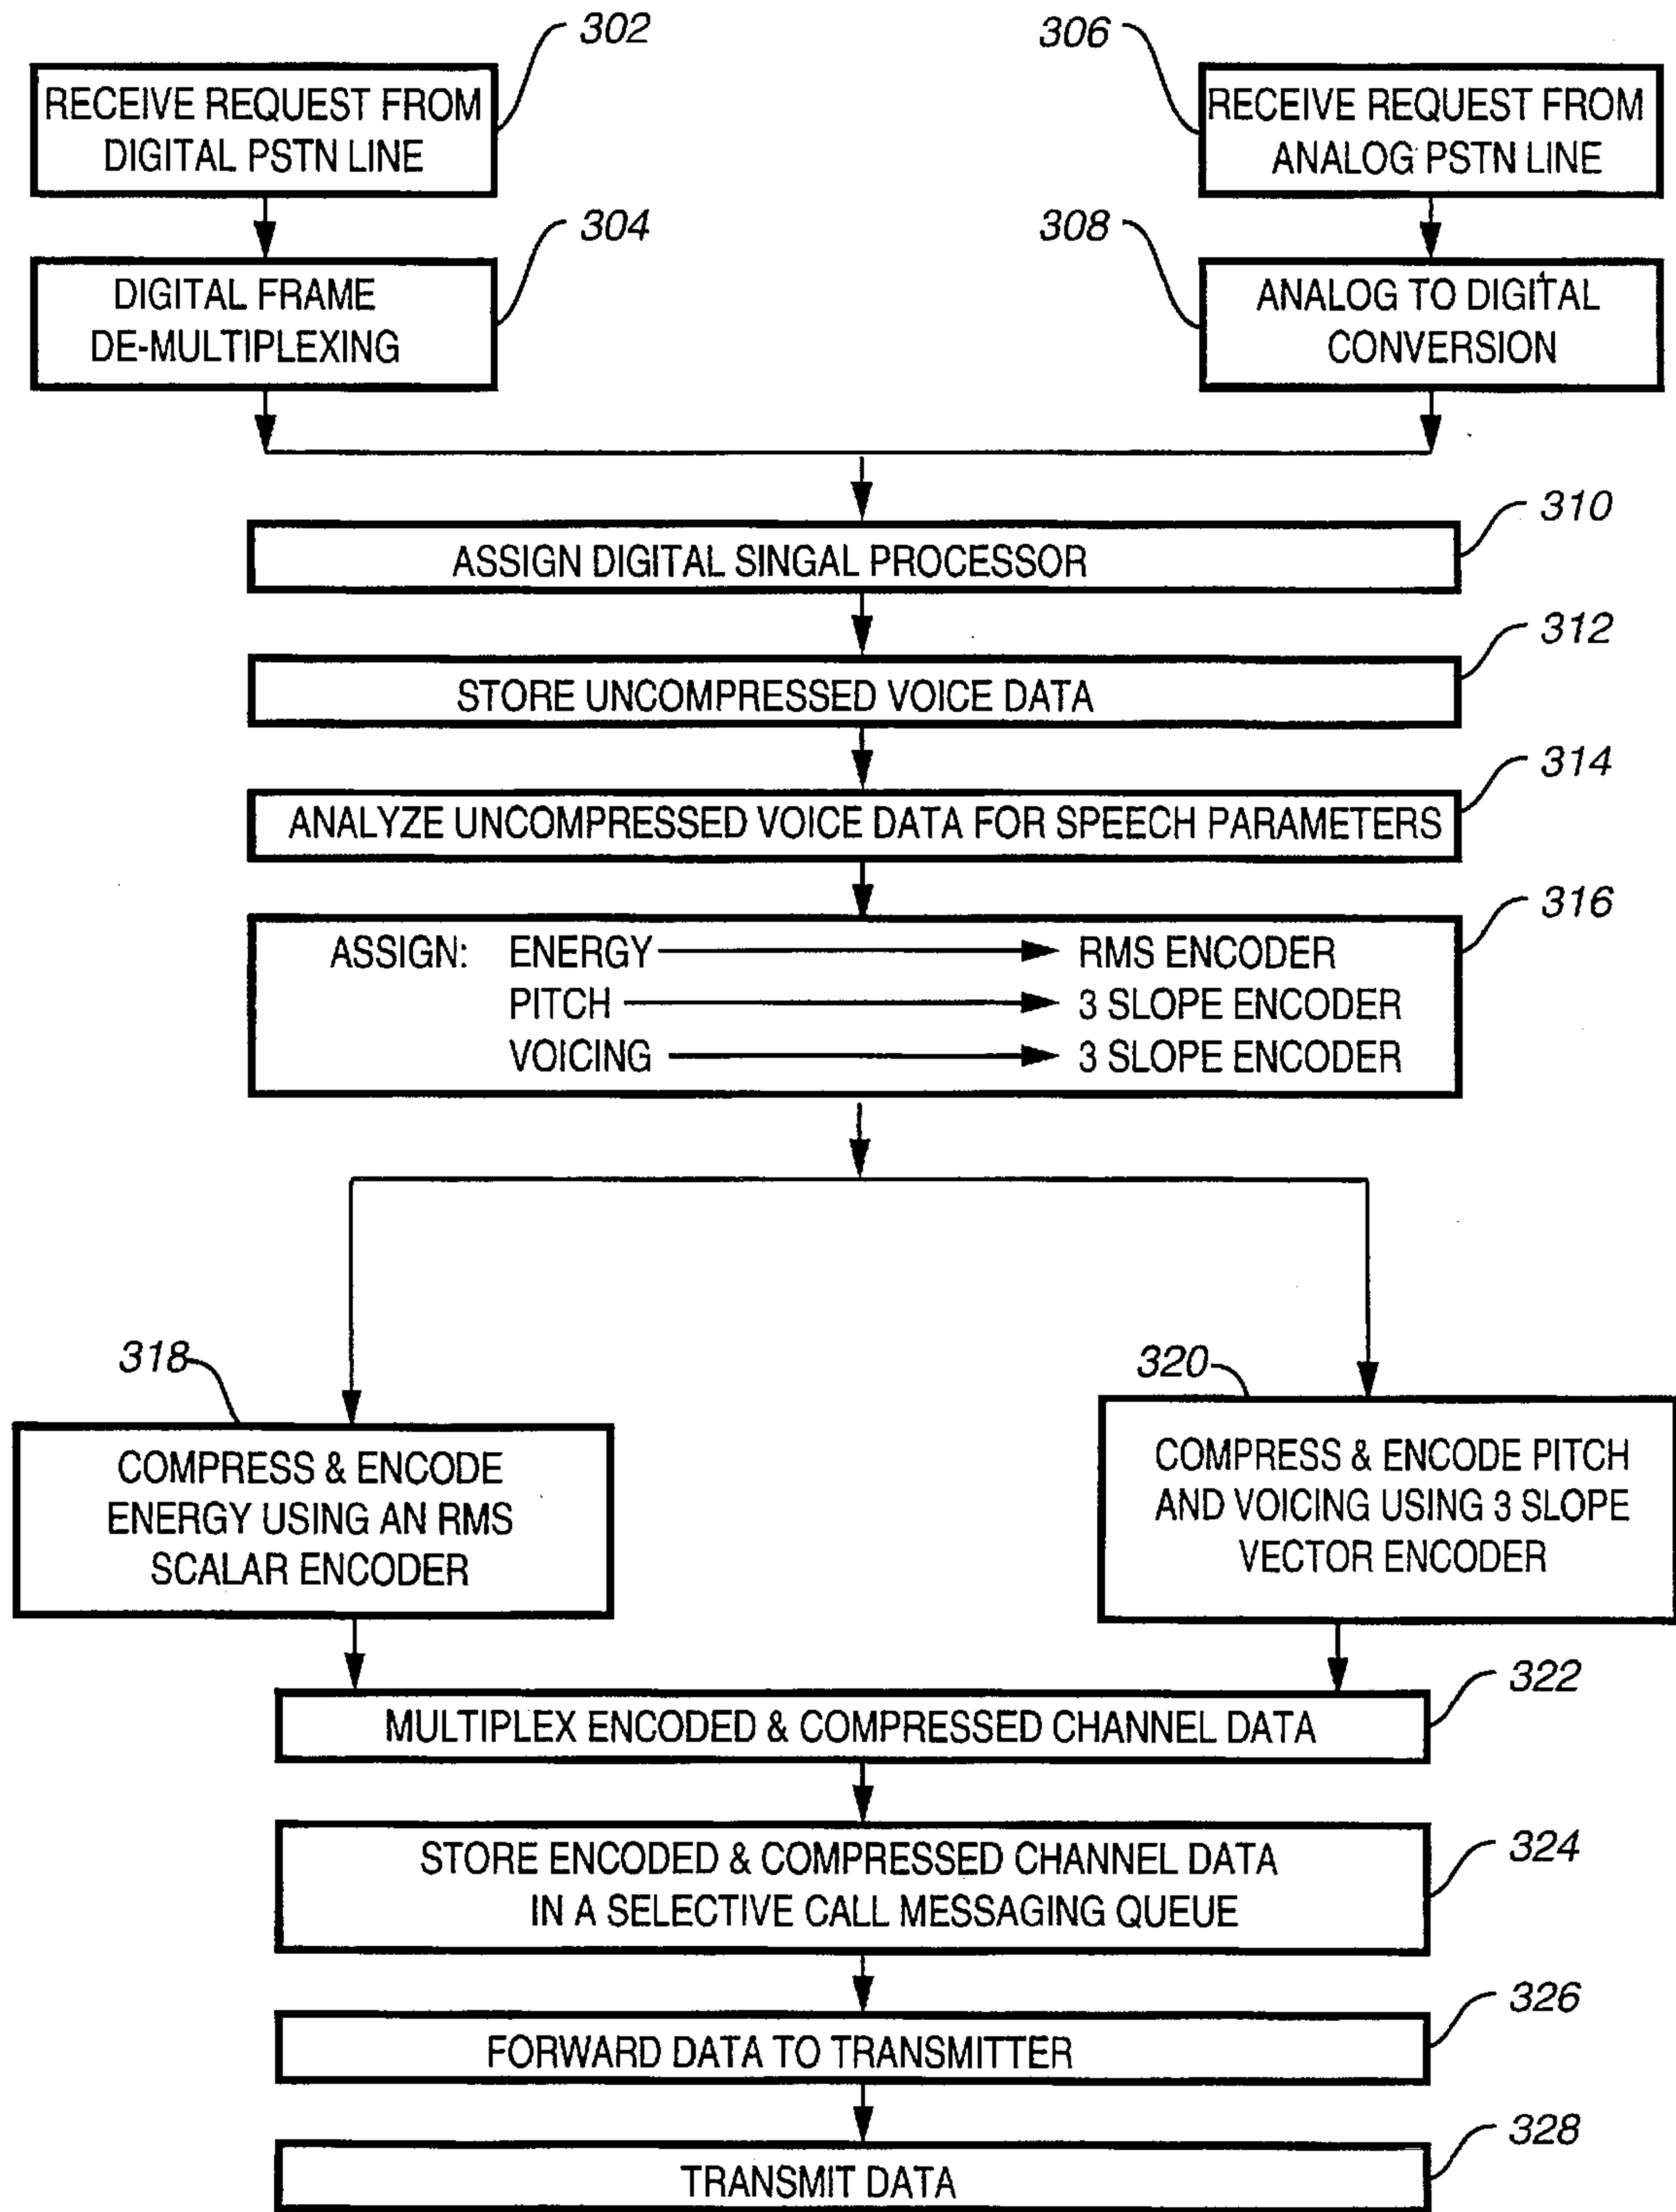 302
RECEIVE REQUEST FROM
DIGITAL PSTN LINE
306
RECEIVE REQUEST FROM
ANALOG PSTN LINE
304
DIGITAL FRAME
DE-MULTIPLEXING
308
ANALOG TO DIGITAL
CONVERSION
310
ASSIGN DIGITAL SINGAL PROCESSOR
312
STORE UNCOMPRESSED VOICE DATA
314
ANALYZE UNCOMPRESSED VOICE DATA FOR SPEECH PARAMETERS
316
ASSIGN: ENERGY RMS ENCODER
PITCH 3 SLOPE ENCODER
VOICING 3 SLOPE ENCODER
318
COMPRESS & ENCODE
ENERGY USING AN RMS
SCALAR ENCODER
320
COMPRESS & ENCODE PITCH
AND VOICING USING 3 SLOPE
VECTOR ENCODER
322
MULTIPLEX ENCODED & COMPRESSED CHANNEL DATA
324
STORE ENCODED & COMPRESSED CHANNEL DATA
IN A SELECTIVE CALL MESSAGING QUEUE
326
FORWARD DATA TO TRANSMITTER
328
TRANSMIT DATA